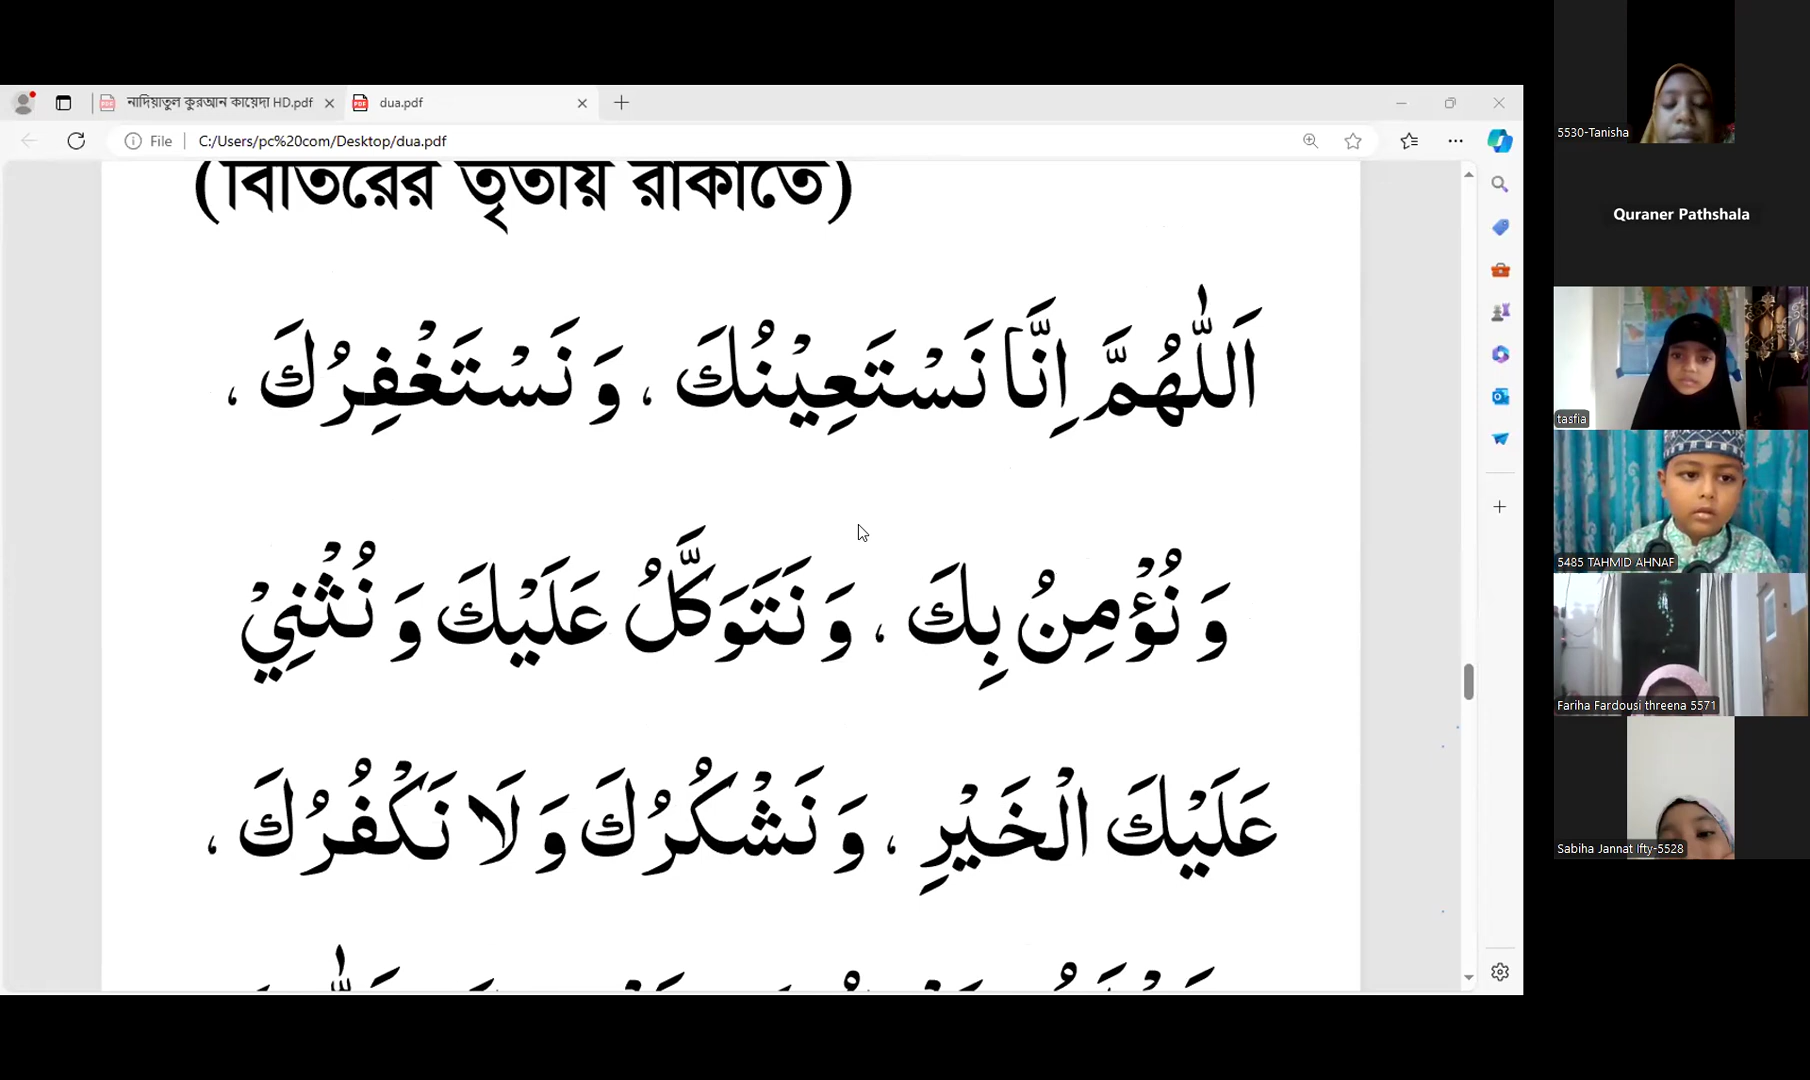 নাদিয়াতুল কুরআন কায়েদা HD.pdf
dua.pdf
File
C:/Users/pc%20com/Desktop/dua.pdf
(বিতিরের তৃতীয় রাকাতে)
اَللّٰهُمَّ اِنَّا نَسْتَعِيْنُكَ ، وَ نَسْتَغْفِرُكَ ،
وَ نُؤْمِنُ بِكَ ، وَ نَتَوَكَّلُ عَلَيْكَ وَ نُثْنِيْ
عَلَيْكَ الْخَيْرِ ، وَ نَشْكُرُكَ وَ لَا نَكْفُرُكَ ،
5530-Tanisha
Quraner Pathshala
tasfia
5485 TAHMID AHNAF
Fariha Fardousi threena 5571
Sabiha Jannat Ifty-5528